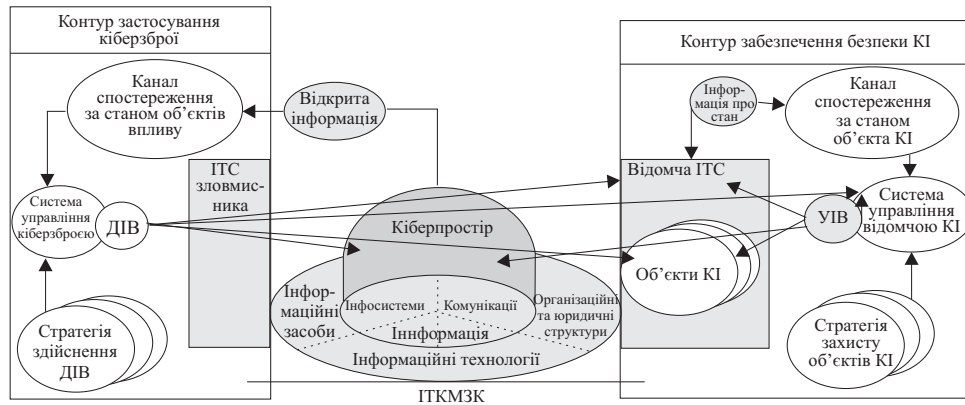 Контур застосування
кіберзброї
Канал
спостереження
за станом об’єктів
впливу
Відкрита
інформація
ІТС
зловмис-
ника
Система
управління
кіберзброєю
ДІВ
Стратегія
здійснення
ДІВ
Кіберпростір
Інфор-
маційні
засоби
Інфосистеми
Комунікації
Організаційні
та юридичні
структури
Іннформація
Інформаційні технології
ІТКМЗК
Контур забезпечення безпеки КІ
Інфор-
мація про
стан
Канал
спостереження
за станом
об’єкта КІ
Відомча ІТС
УІВ
Система
управління
відомчою КІ
Об’єкти КІ
Стратегія
захисту
об’єктів КІ